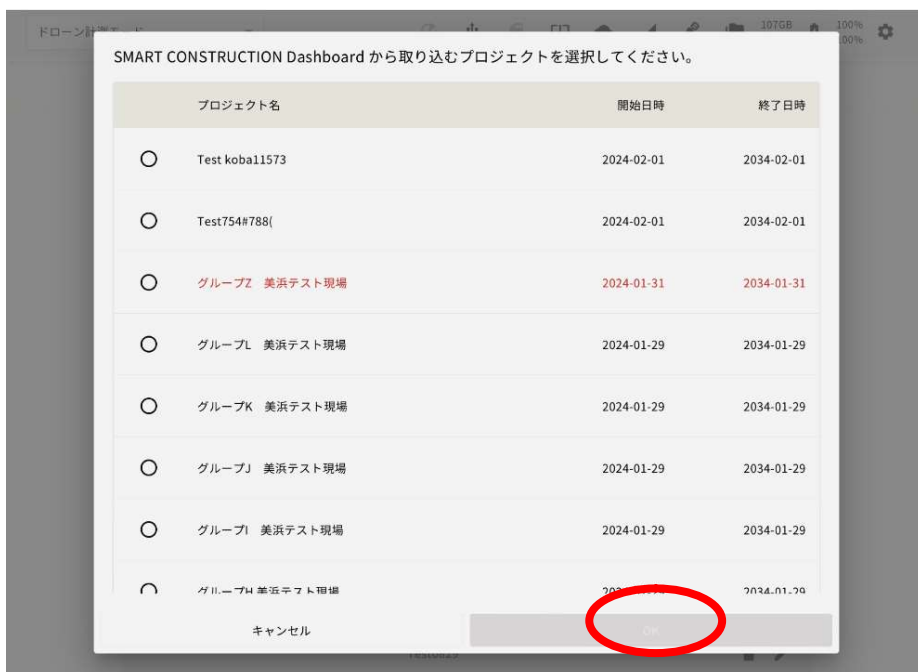 ドローン計測モード
107GB
100%
100%
SMART CONSTRUCTION Dashboard から取り込むプロジェクトを選択してください。
プロジェクト名 開始日時 終了日時
Test koba11573 2024-02-01 2034-02-01
Test754#788( 2024-02-01 2034-02-01
グループZ 美浜テスト現場 2024-01-31 2034-01-31
グループL 美浜テスト現場 2024-01-29 2034-01-29
グループK 美浜テスト現場 2024-01-29 2034-01-29
グループJ 美浜テスト現場 2024-01-29 2034-01-29
グループI 美浜テスト現場 2024-01-29 2034-01-29
グループH 美浜テスト現場 2034-01-29
キャンセル OK